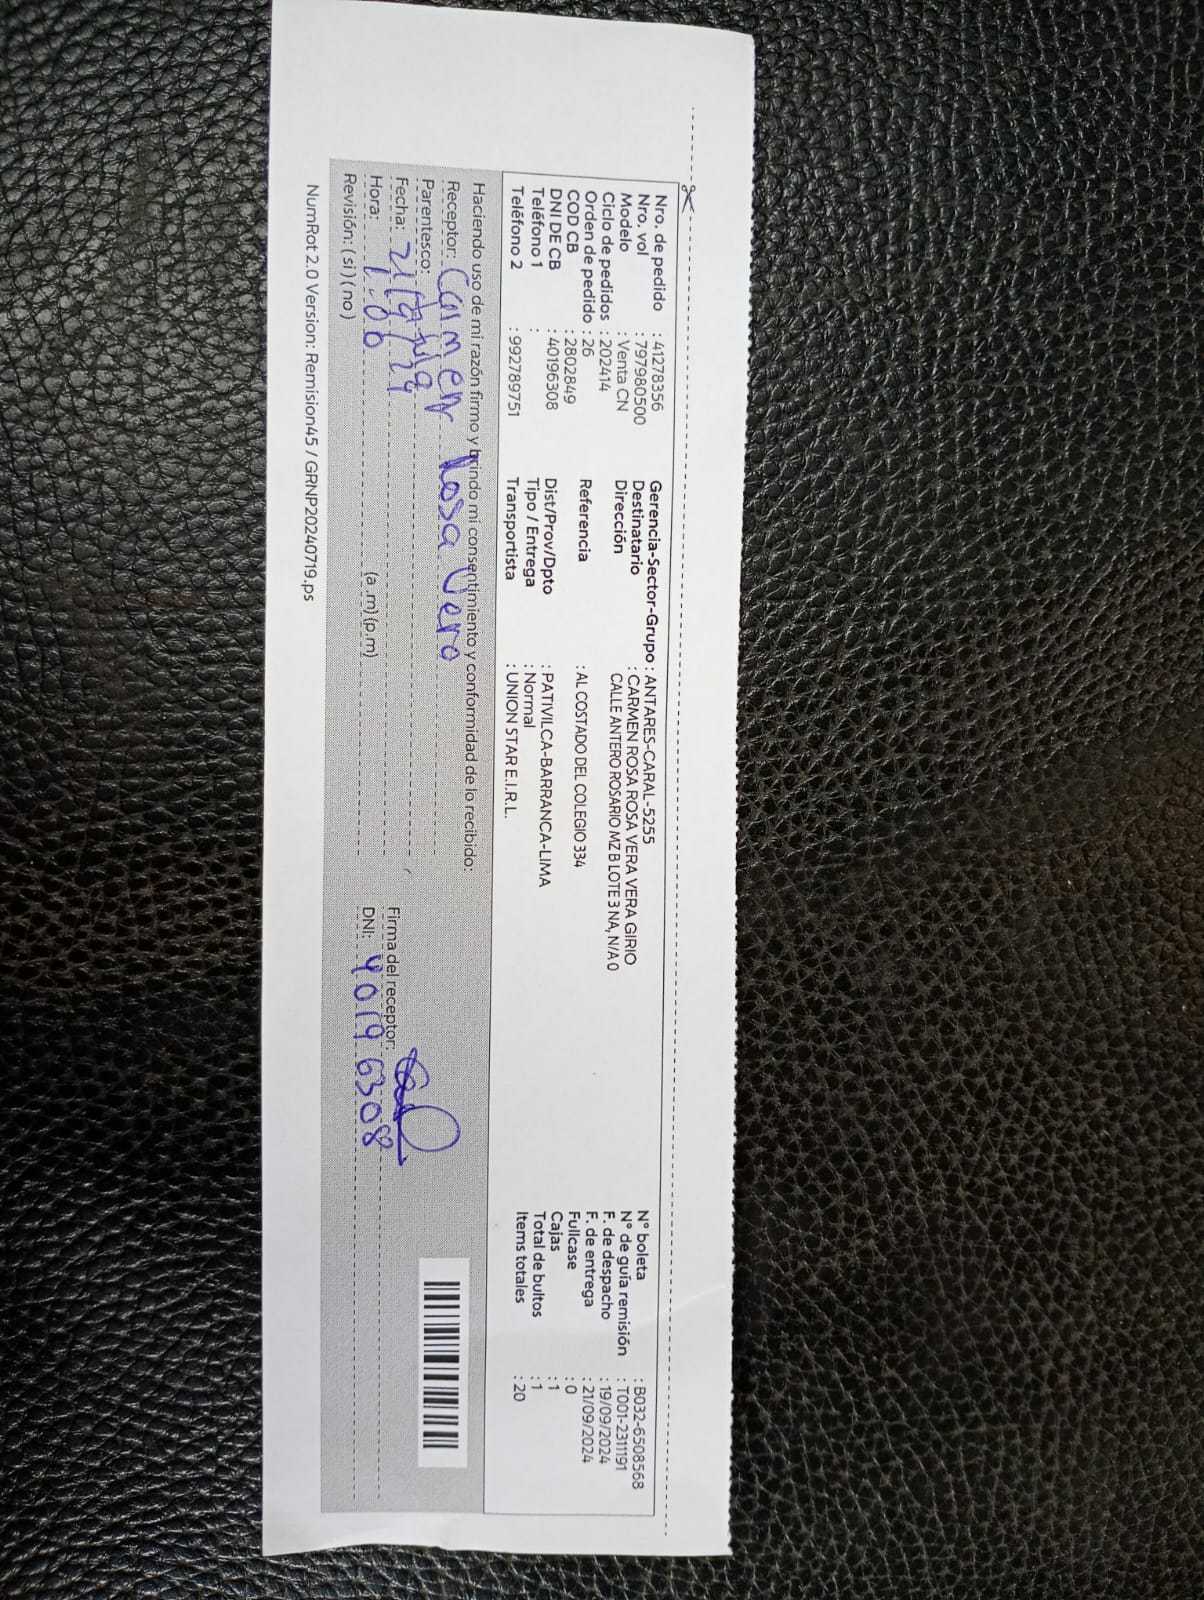 Nro. de pedido : 41278356
Nro. vol : 797980500
Modelo : Venta CN
Ciclo de pedidos : 202414
Orden de pedido : 26
COD CB : 2802849
DNI DE CB : 40196308
Teléfono 1 :
Teléfono 2 : 992789751
Gerencia-Sector-Grupo : ANTARES-CARAL-5255
Destinatario : CARMEN ROSA ROSA VERA VERA GIRIO
Dirección CALLE ANTERO ROSARIO MZ B LOTE 3 NA, N/A 0
Referencia : AL COSTADO DEL COLEGIO 334
Dist/Prov/Dpto : PATIVILCA-BARRANCA-LIMA
Tipo / Entrega : Normal
Transportista : UNION STAR E.I.R.L.
N° boleta : B032-6508568
N° de guía remisión : T001-2311191
F. de despacho : 19/09/2024
F. de entrega : 21/09/2024
Fullcase : 0
Cajas : 1
Total de bultos : 1
Items totales : 20
Haciendo uso de mi razón firmo y brindo mi consentimiento y conformidad de lo recibido:
Receptor: Carmen Rosa Vera
Parentesco:
Fecha:
Hora: 1:06 (a .m) (p.m)
Revisión: ( si ) ( no )
Firma del receptor:
DNI: 40196308
NumRot 2.0 Version: Remision45 / GRNP20240719.ps